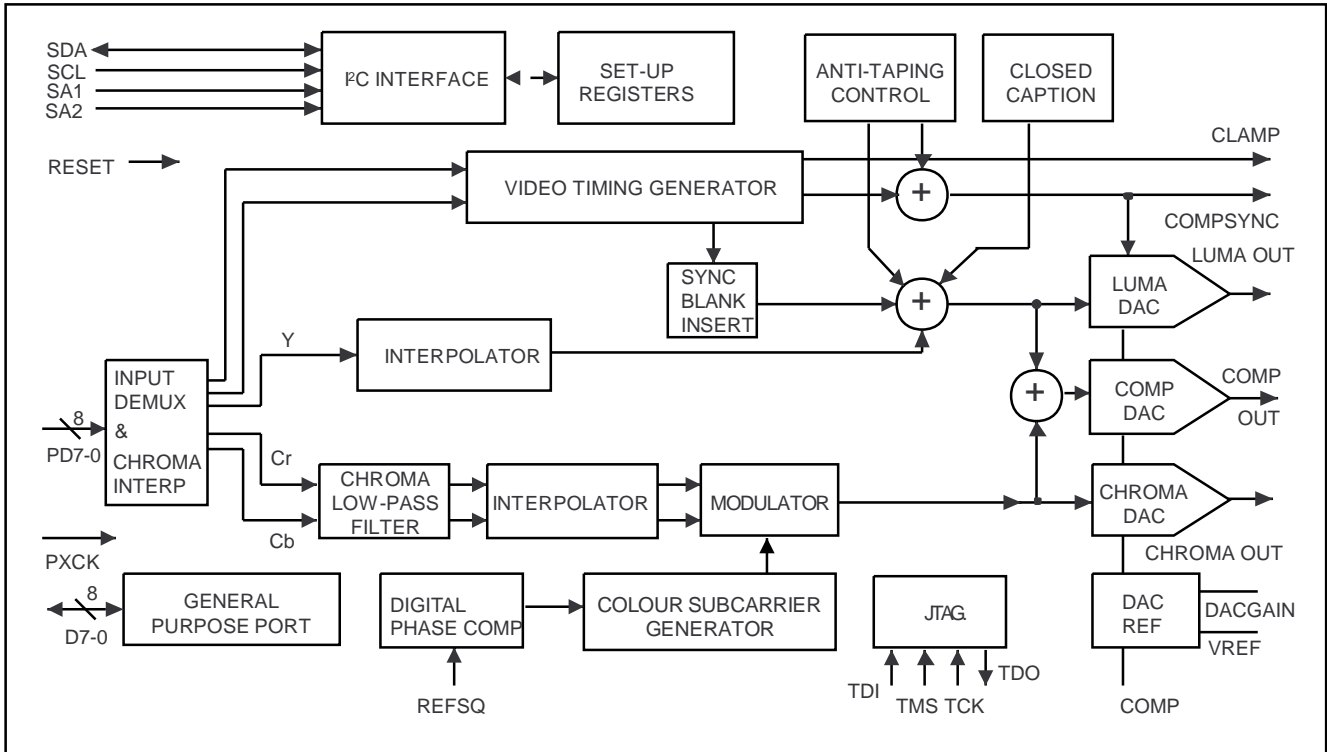 SDA
SCL
SA1
SA2
I²C INTERFACE
SET-UP
REGISTERS
ANTI-TAPING
CONTROL
CLOSED
CAPTION
RESET
VIDEO TIMING GENERATOR
+
CLAMP
COMPSYNC
SYNC
BLANK
INSERT
+
LUMA OUT
LUMA
DAC
Y
INTERPOLATOR
INPUT
DEMUX
&
CHROMA
INTERP
8
PD7-0
+
COMP
DAC
COMP
OUT
Cr
Cb
CHROMA
LOW-PASS
FILTER
INTERPOLATOR
MODULATOR
CHROMA
DAC
CHROMA OUT
PXCK
8
D7-0
GENERAL
PURPOSE PORT
DIGITAL
PHASE COMP
REFSQ
COLOUR SUBCARRIER
GENERATOR
JTAG
TDI
TMS
TCK
TDO
DAC
REF
DACGAIN
VREF
COMP